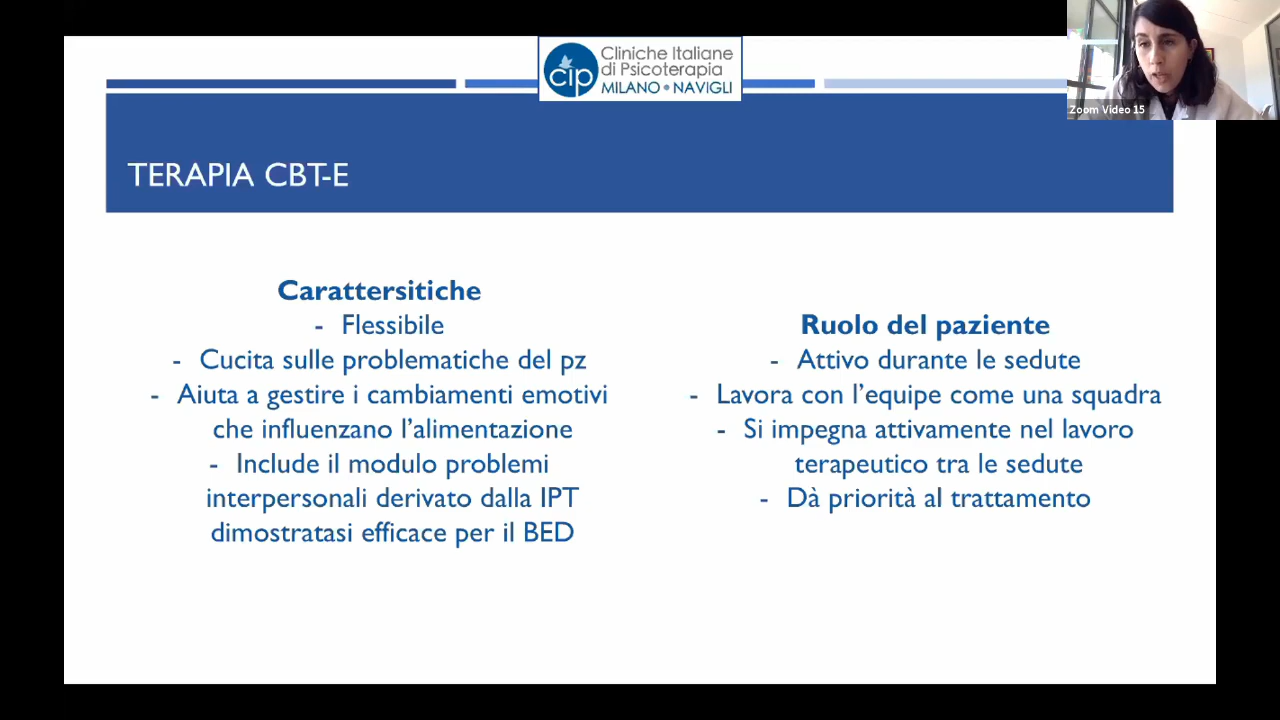 Cliniche Italiane
di Psicoterapia
cip
MILANO • NAVIGLI
Zoom Video 15
TERAPIA CBT-E
Carattersitiche
- Flessibile
- Cucita sulle problematiche del pz
- Aiuta a gestire i cambiamenti emotivi
che influenzano l'alimentazione
- Include il modulo problemi
interpersonali derivato dalla IPT
dimostratasi efficace per il BED
Ruolo del paziente
- Attivo durante le sedute
- Lavora con l'equipe come una squadra
- Si impegna attivamente nel lavoro
terapeutico tra le sedute
- Dà priorità al trattamento